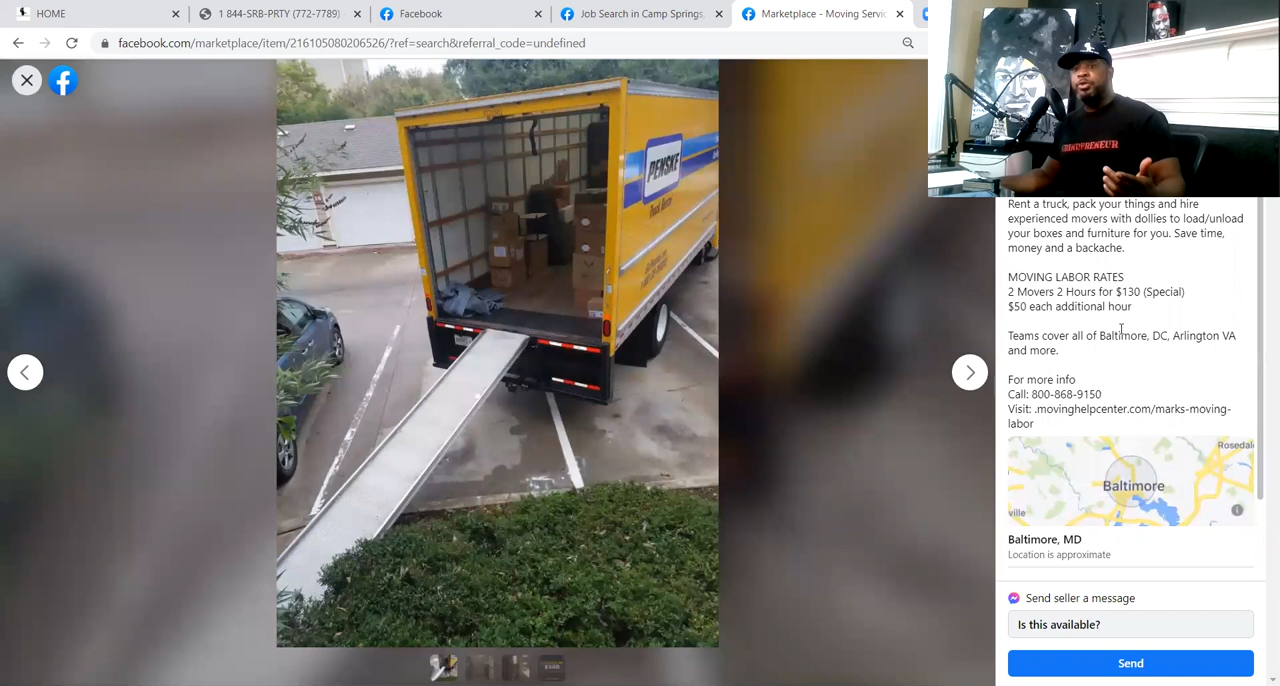 HOME
1 844-SRB-PRTY (772-7789)
Facebook
Job Search in Camp Springs,
Marketplace - Moving Servic
facebook.com/marketplace/item/216105080206526/?ref=search&referral_code=undefined
PENSKE
Truck Rental
GRINDPRENEUR
Rent a truck, pack your things and hire
experienced movers with dollies to load/unload
your boxes and furniture for you. Save time,
money and a backache.
MOVING LABOR RATES
2 Movers 2 Hours for $130 (Special)
$50 each additional hour
Teams cover all of Baltimore, DC, Arlington VA
and more.
For more info
Call: 800-868-9150
Visit: .movinghelpcenter.com/marks-moving-
labor
Rosedal
Baltimore
ville
Baltimore, MD
Location is approximate
Send seller a message
Is this available?
Send